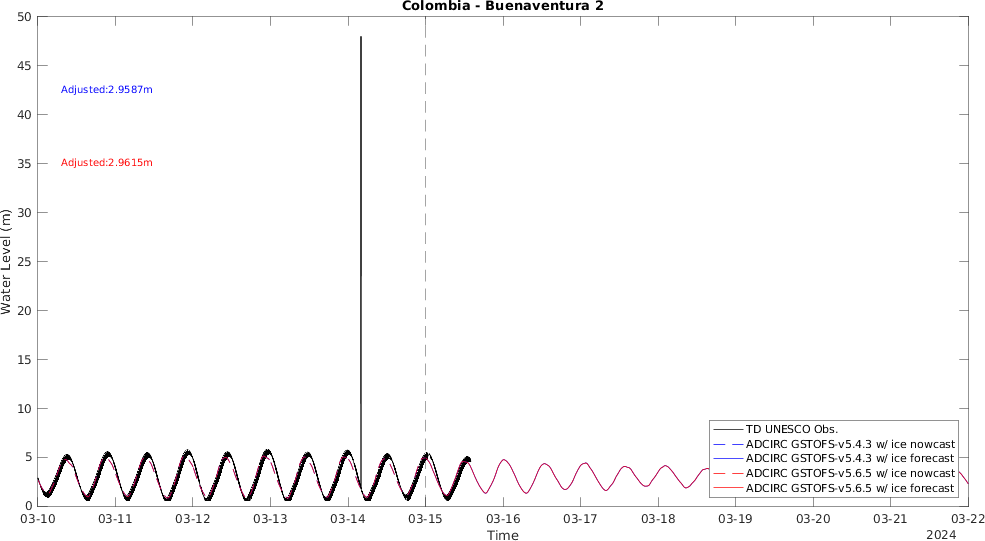 Colombia - Buenaventura 2
50
45
40
35
30
25
20
15
10
5
0
Water Level (m)
Adjusted:2.9587m
Adjusted:2.9615m
TD UNESCO Obs.
ADCIRC GSTOFS-v5.4.3 w/ ice nowcast
ADCIRC GSTOFS-v5.4.3 w/ ice forecast
ADCIRC GSTOFS-v5.6.5 w/ ice nowcast
ADCIRC GSTOFS-v5.6.5 w/ ice forecast
03-10 03-11 03-12 03-13 03-14 03-15 03-16 03-17 03-18 03-19 03-20 03-21 03-22
Time
2024